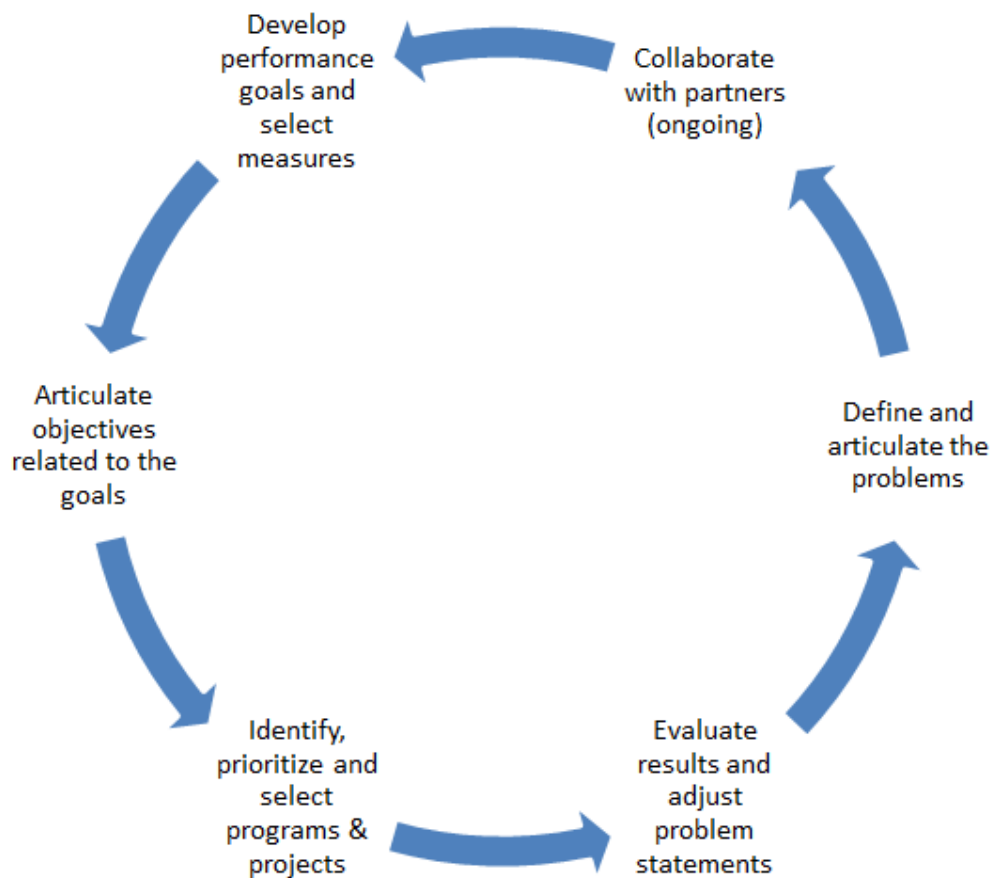 Develop
performance
goals and
select
measures
Collaborate
with partners
(ongoing)
Articulate
objectives
related to the
goals
Define and
articulate the
problems
Identify,
prioritize and
select
programs &
projects
Evaluate
results and
adjust
problem
statements